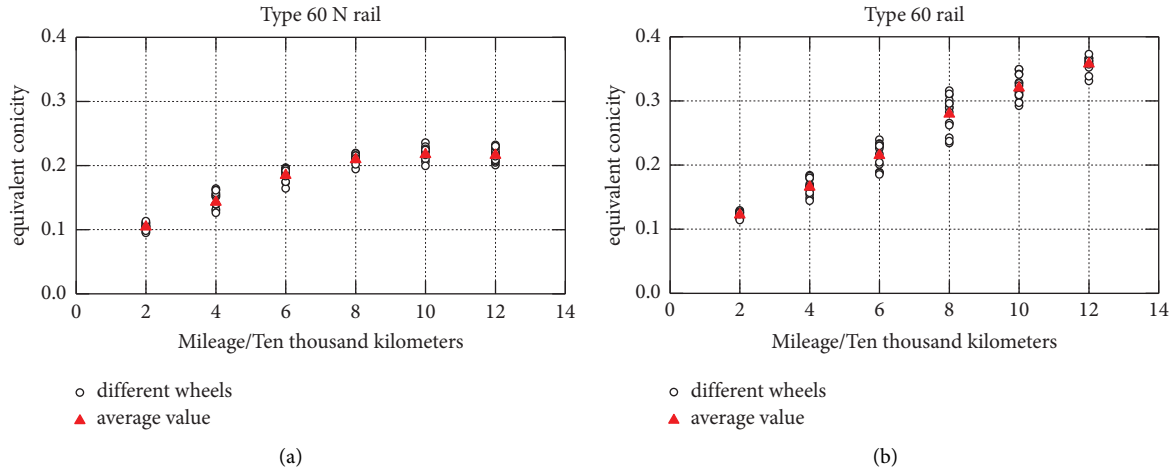 Type 60 N rail
0.4
0.3
0.2
0.1
0.0
equivalent conicity
0 2 4 6 8 10 12 14
Mileage/Ten thousand kilometers
different wheels
average value
(a)
Type 60 rail
0.4
0.3
0.2
0.1
0.0
equivalent conicity
0 2 4 6 8 10 12 14
Mileage/Ten thousand kilometers
different wheels
average value
(b)